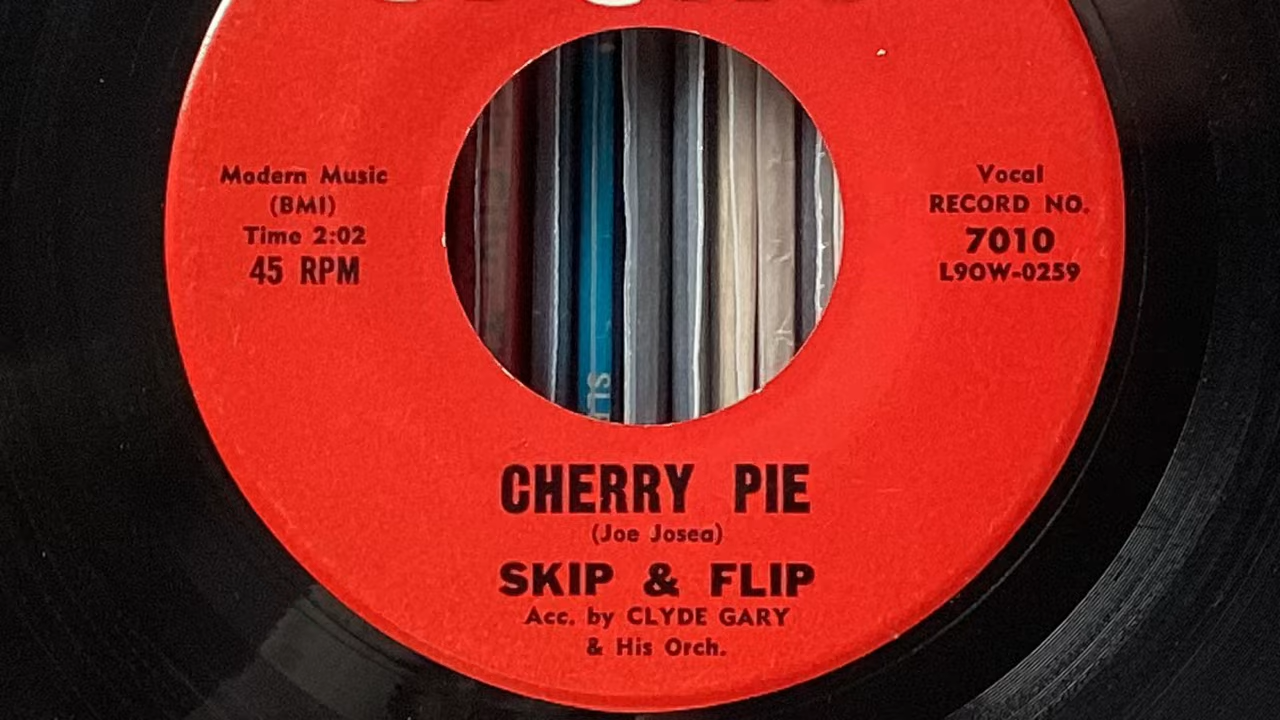 Modern Music
(BMI)
Time 2:02
45 RPM
Vocal
RECORD NO.
7010
L9OW-0259
CHERRY PIE
(Joe Josea)
SKIP & FLIP
Acc. by CLYDE GARY
& His Orch.